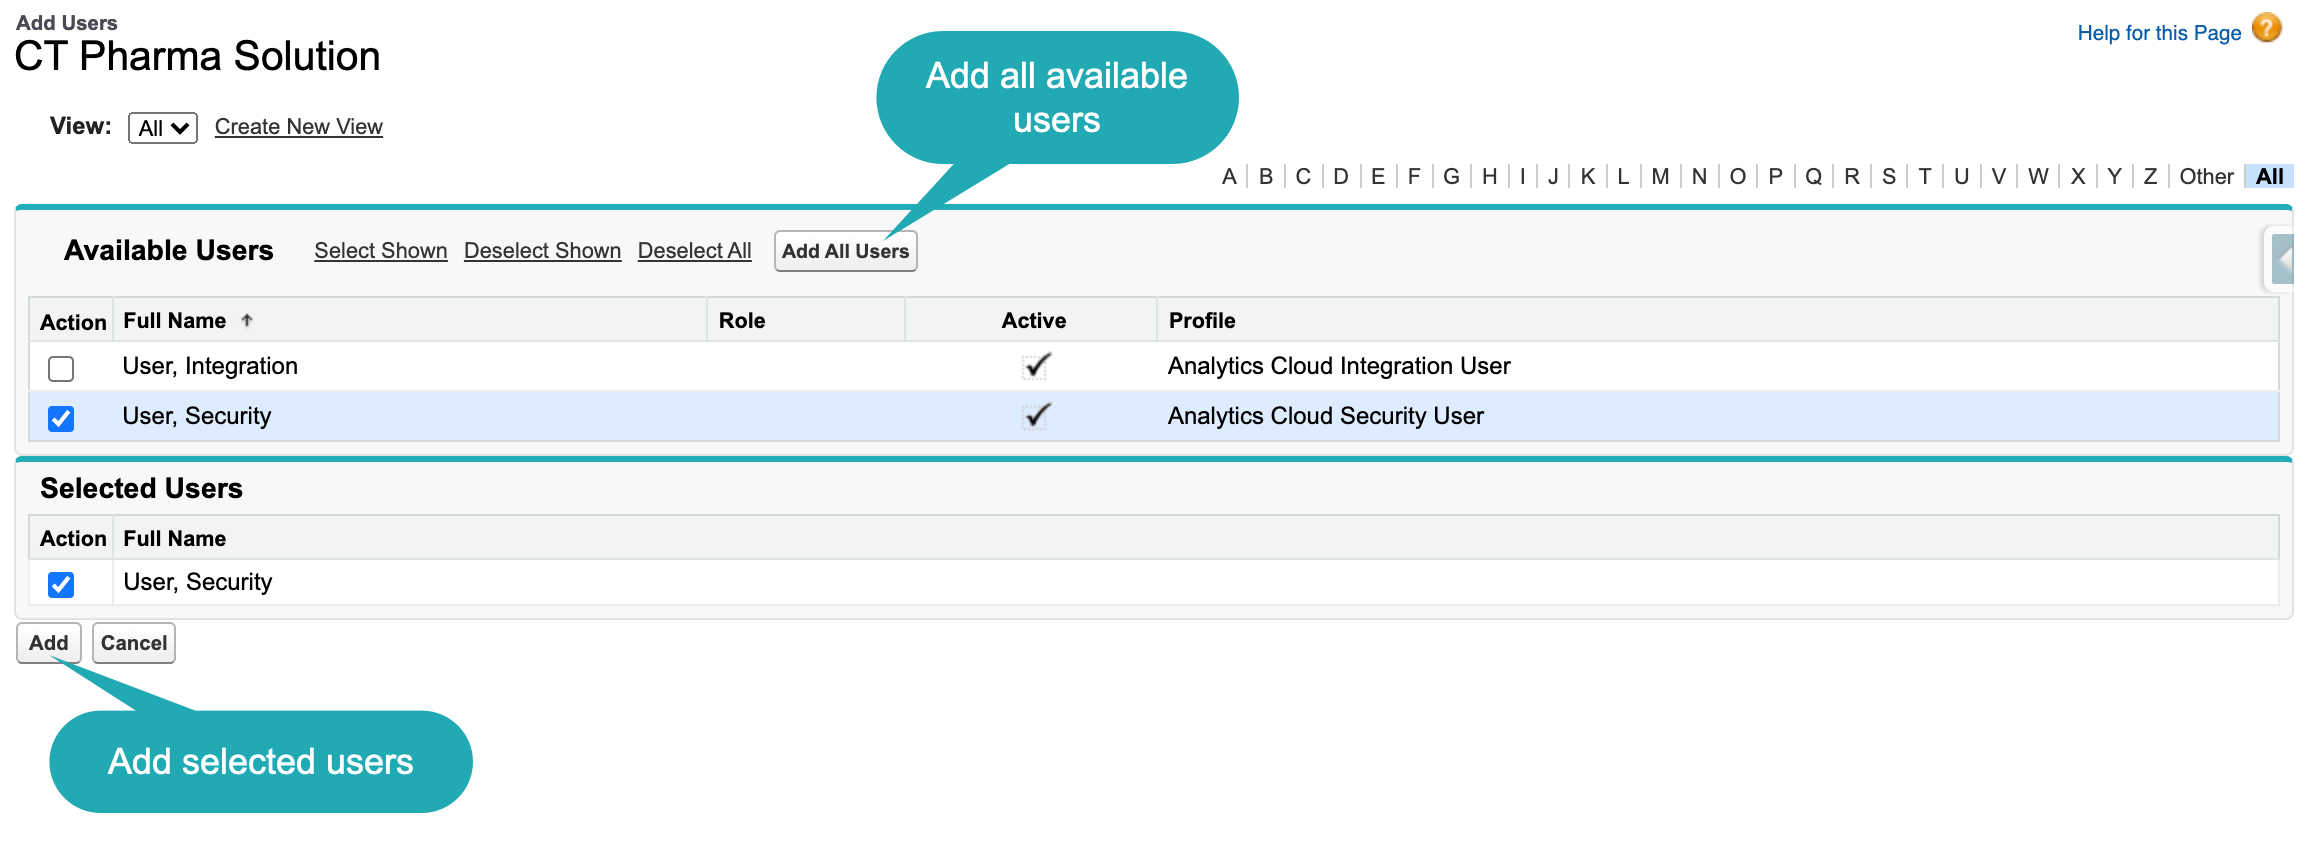 Add Users
CT Pharma Solution
Help for this Page ?
Add all available
users
View: All Create New View
A B C D E F G H I J K L M N O P Q R S T U V W X Y Z Other All
Available Users Select Shown Deselect Shown Deselect All Add All Users
Action Full Name Role Active Profile
User, Integration Analytics Cloud Integration User
User, Security Analytics Cloud Security User
Selected Users
Action Full Name
User, Security
Add Cancel
Add selected users